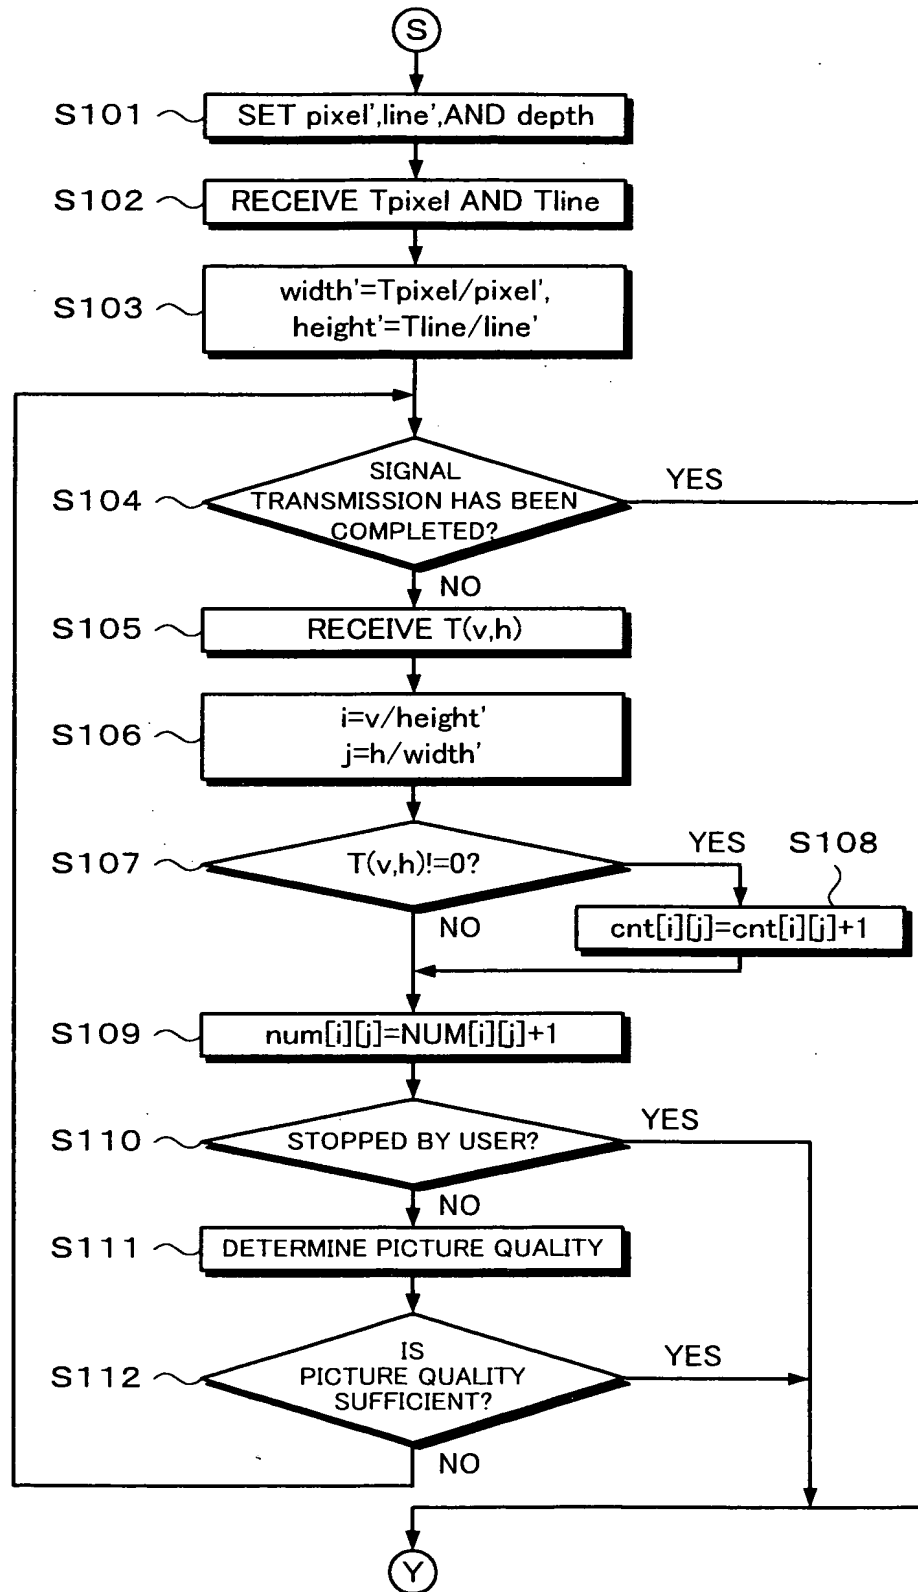 S
S101
SET pixel',line',AND depth
S102
RECEIVE Tpixel AND Tline
S103
width'=Tpixel/pixel',
height'=Tline/line'
S104
SIGNAL
TRANSMISSION HAS BEEN
COMPLETED?
YES
NO
S105
RECEIVE T(v,h)
S106
i=v/height'
j=h/width'
S107
T(v,h)!=0?
YES
S108
NO
cnt[i][j]=cnt[i][j]+1
S109
num[i][j]=NUM[i][j]+1
S110
STOPPED BY USER?
YES
NO
S111
DETERMINE PICTURE QUALITY
S112
IS
PICTURE QUALITY
SUFFICIENT?
YES
NO
Y